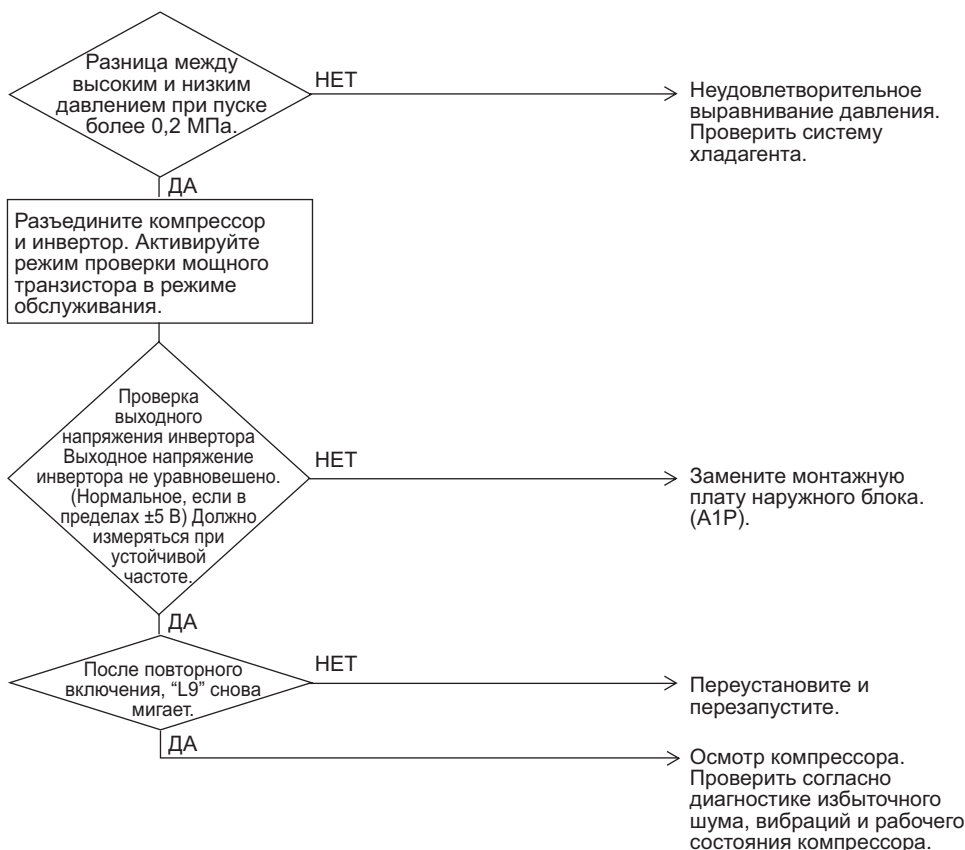 Разница между
высоким и низким
давлением при пуске
более 0,2 МПа.
НЕТ
Неудовлетворительное
выравнивание давления.
Проверить систему
хладагента.
ДА
Разъедините компрессор
и инвертор. Активируйте
режим проверки мощного
транзистора в режиме
обслуживания.
Проверка
выходного
напряжения инвертора
Выходное напряжение
инвертора не уравновешено.
(Нормальное, если в
пределах ±5 В) Должно
измеряться при
устойчивой
частоте.
НЕТ
Замените монтажную
плату наружного блока.
(A1P).
ДА
После повторного
включения, “L9” снова
мигает.
НЕТ
Переустановите и
перезапустите.
ДА
Осмотр компрессора.
Проверить согласно
диагностике избыточного
шума, вибраций и рабочего
состояния компрессора.